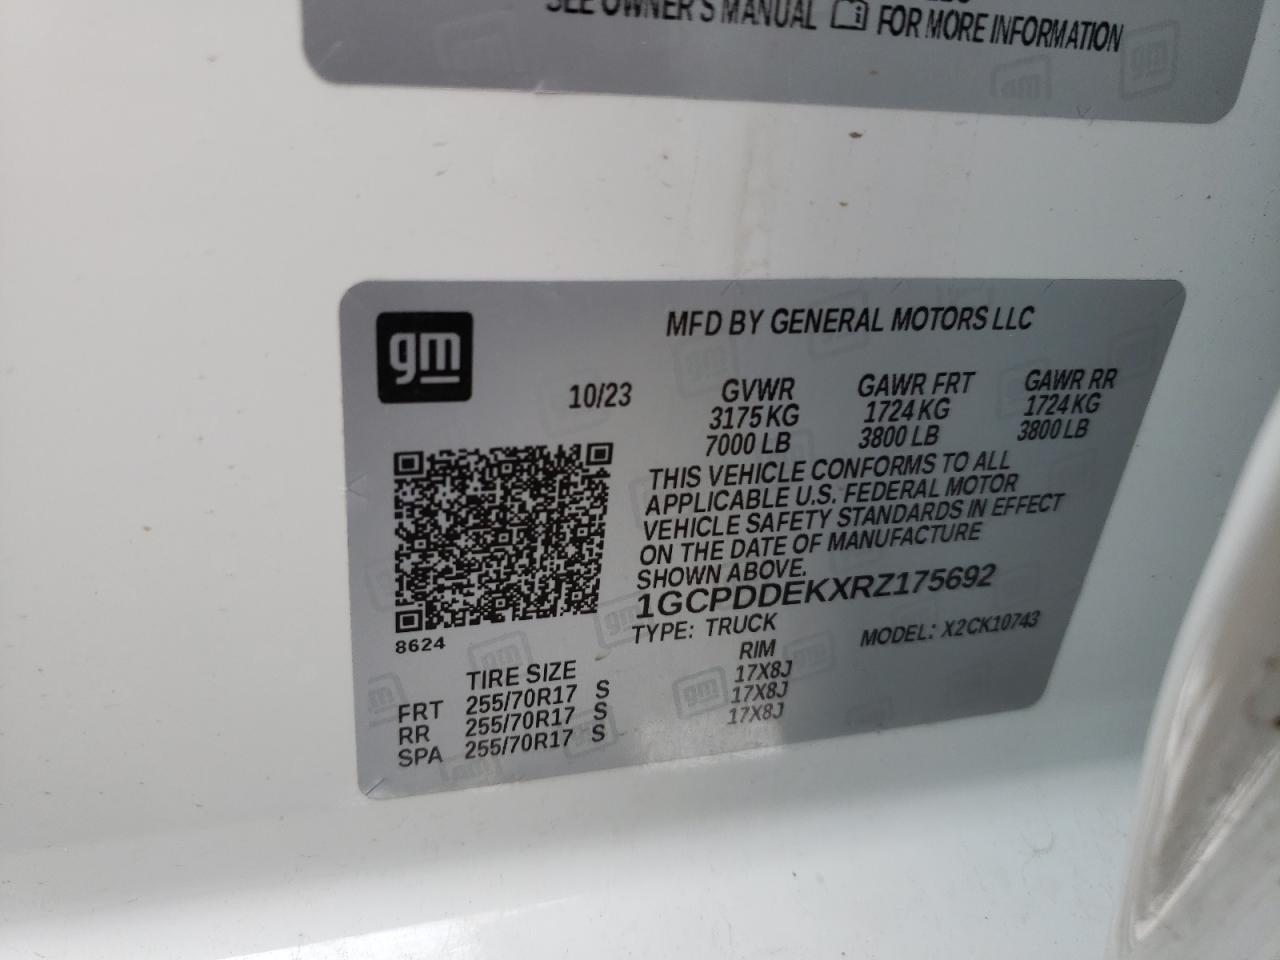 SEE OWNER'S MANUAL FOR MORE INFORMATION
gm
gm
gm
MFD BY GENERAL MOTORS LLC
10/23 GVWR GAWR FRT GAWR RR
3175 KG 1724 KG 1724 KG
7000 LB 3800 LB 3800 LB
THIS VEHICLE CONFORMS TO ALL
APPLICABLE U.S. FEDERAL MOTOR
VEHICLE SAFETY STANDARDS IN EFFECT
ON THE DATE OF MANUFACTURE
SHOWN ABOVE.
1GCPDDEKXRZ175692
8624
TYPE: TRUCK MODEL: X2CK10743
TIRE SIZE RIM
FRT 255/70R17 S 17X8J
RR 255/70R17 S 17X8J
SPA 255/70R17 S 17X8J